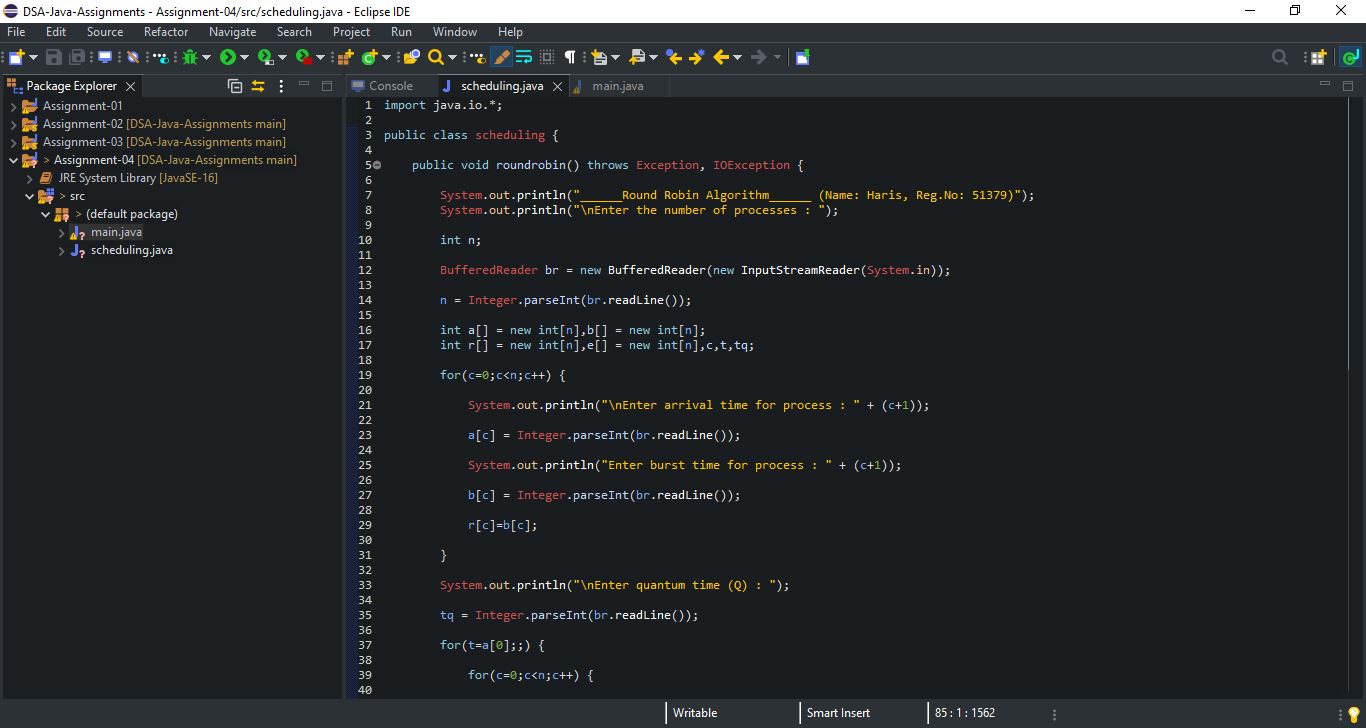 DSA-Java-Assignments - Assignment-04/src/scheduling.java - Eclipse IDE
File Edit Source Refactor Navigate Search Project Run Window Help
Package Explorer
Assignment-01
Assignment-02 [DSA-Java-Assignments main]
Assignment-03 [DSA-Java-Assignments main]
> Assignment-04 [DSA-Java-Assignments main]
JRE System Library [JavaSE-16]
> src
> (default package)
main.java
scheduling.java
Console scheduling.java main.java
1 import java.io.*;
2
3 public class scheduling {
4
5 public void roundrobin() throws Exception, IOException {
6
7 System.out.println("______Round Robin Algorithm______ (Name: Haris, Reg.No: 51379)");
8 System.out.println("\nEnter the number of processes : ");
9
10 int n;
11
12 BufferedReader br = new BufferedReader(new InputStreamReader(System.in));
13
14 n = Integer.parseInt(br.readLine());
15
16 int a[] = new int[n],b[] = new int[n];
17 int r[] = new int[n],e[] = new int[n],c,t,tq;
18
19 for(c=0;c<n;c++) {
20
21 System.out.println("\nEnter arrival time for process : " + (c+1));
22
23 a[c] = Integer.parseInt(br.readLine());
24
25 System.out.println("Enter burst time for process : " + (c+1));
26
27 b[c] = Integer.parseInt(br.readLine());
28
29 r[c]=b[c];
30
31 }
32
33 System.out.println("\nEnter quantum time (Q) : ");
34
35 tq = Integer.parseInt(br.readLine());
36
37 for(t=a[0];;) {
38
39 for(c=0;c<n;c++) {
40
Writable Smart Insert 85 : 1 : 1562